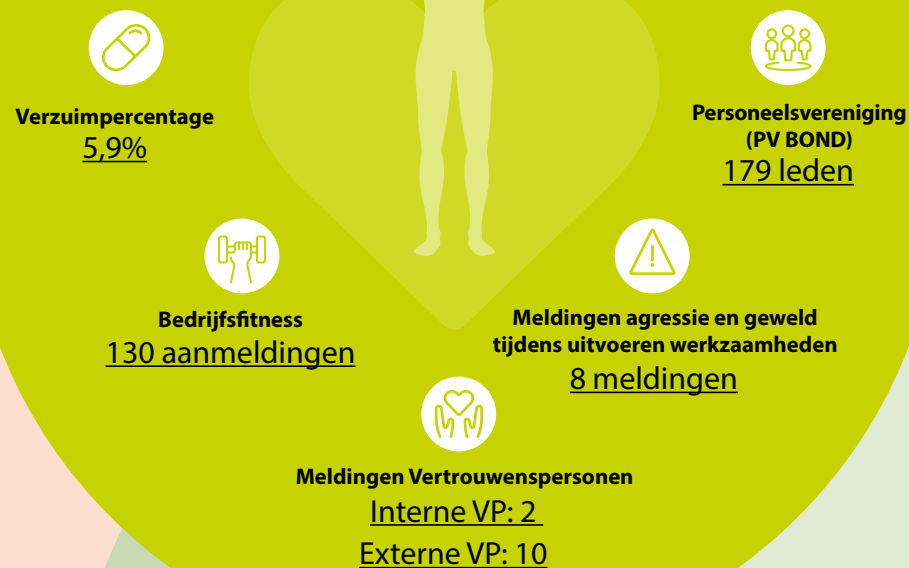 Verzuimpercentage
5,9%
Personeelsvereniging
(PV BOND)
179 leden
Bedrijfsfitness
130 aanmeldingen
Meldingen agressie en geweld
tijdens uitvoeren werkzaamheden
8 meldingen
Meldingen Vertrouwenspersonen
Interne VP: 2
Externe VP: 10